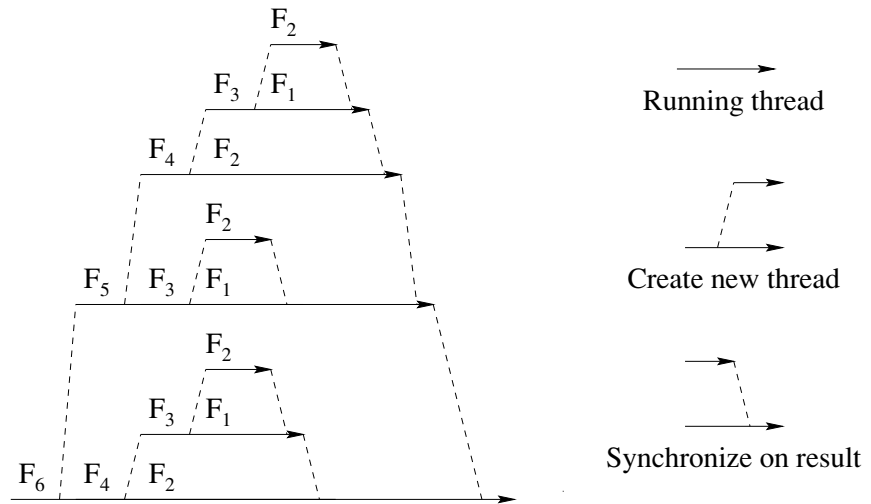 F₂
F₃ F₁
Running thread
F₄ F₂
F₂
F₅ F₃ F₁
Create new thread
F₂
F₃ F₁
Synchronize on result
F₆ F₄ F₂